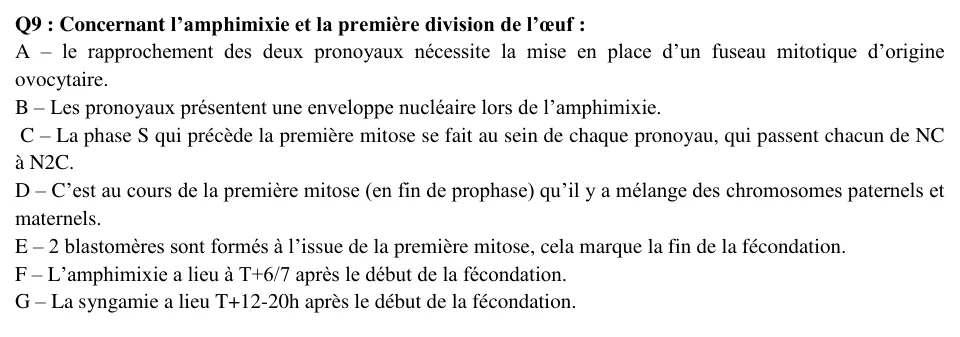 Q9 : Concernant l’amphimixie et la première division de l’œuf :
A – le rapprochement des deux pronoyaux nécessite la mise en place d’un fuseau mitotique d’origine
ovocytaire.
B – Les pronoyaux présentent une enveloppe nucléaire lors de l’amphimixie.
C – La phase S qui précède la première mitose se fait au sein de chaque pronoyau, qui passent chacun de NC
à N2C.
D – C’est au cours de la première mitose (en fin de prophase) qu’il y a mélange des chromosomes paternels et
maternels.
E – 2 blastomères sont formés à l’issue de la première mitose, cela marque la fin de la fécondation.
F – L’amphimixie a lieu à T+6/7 après le début de la fécondation.
G – La syngamie a lieu T+12-20h après le début de la fécondation.